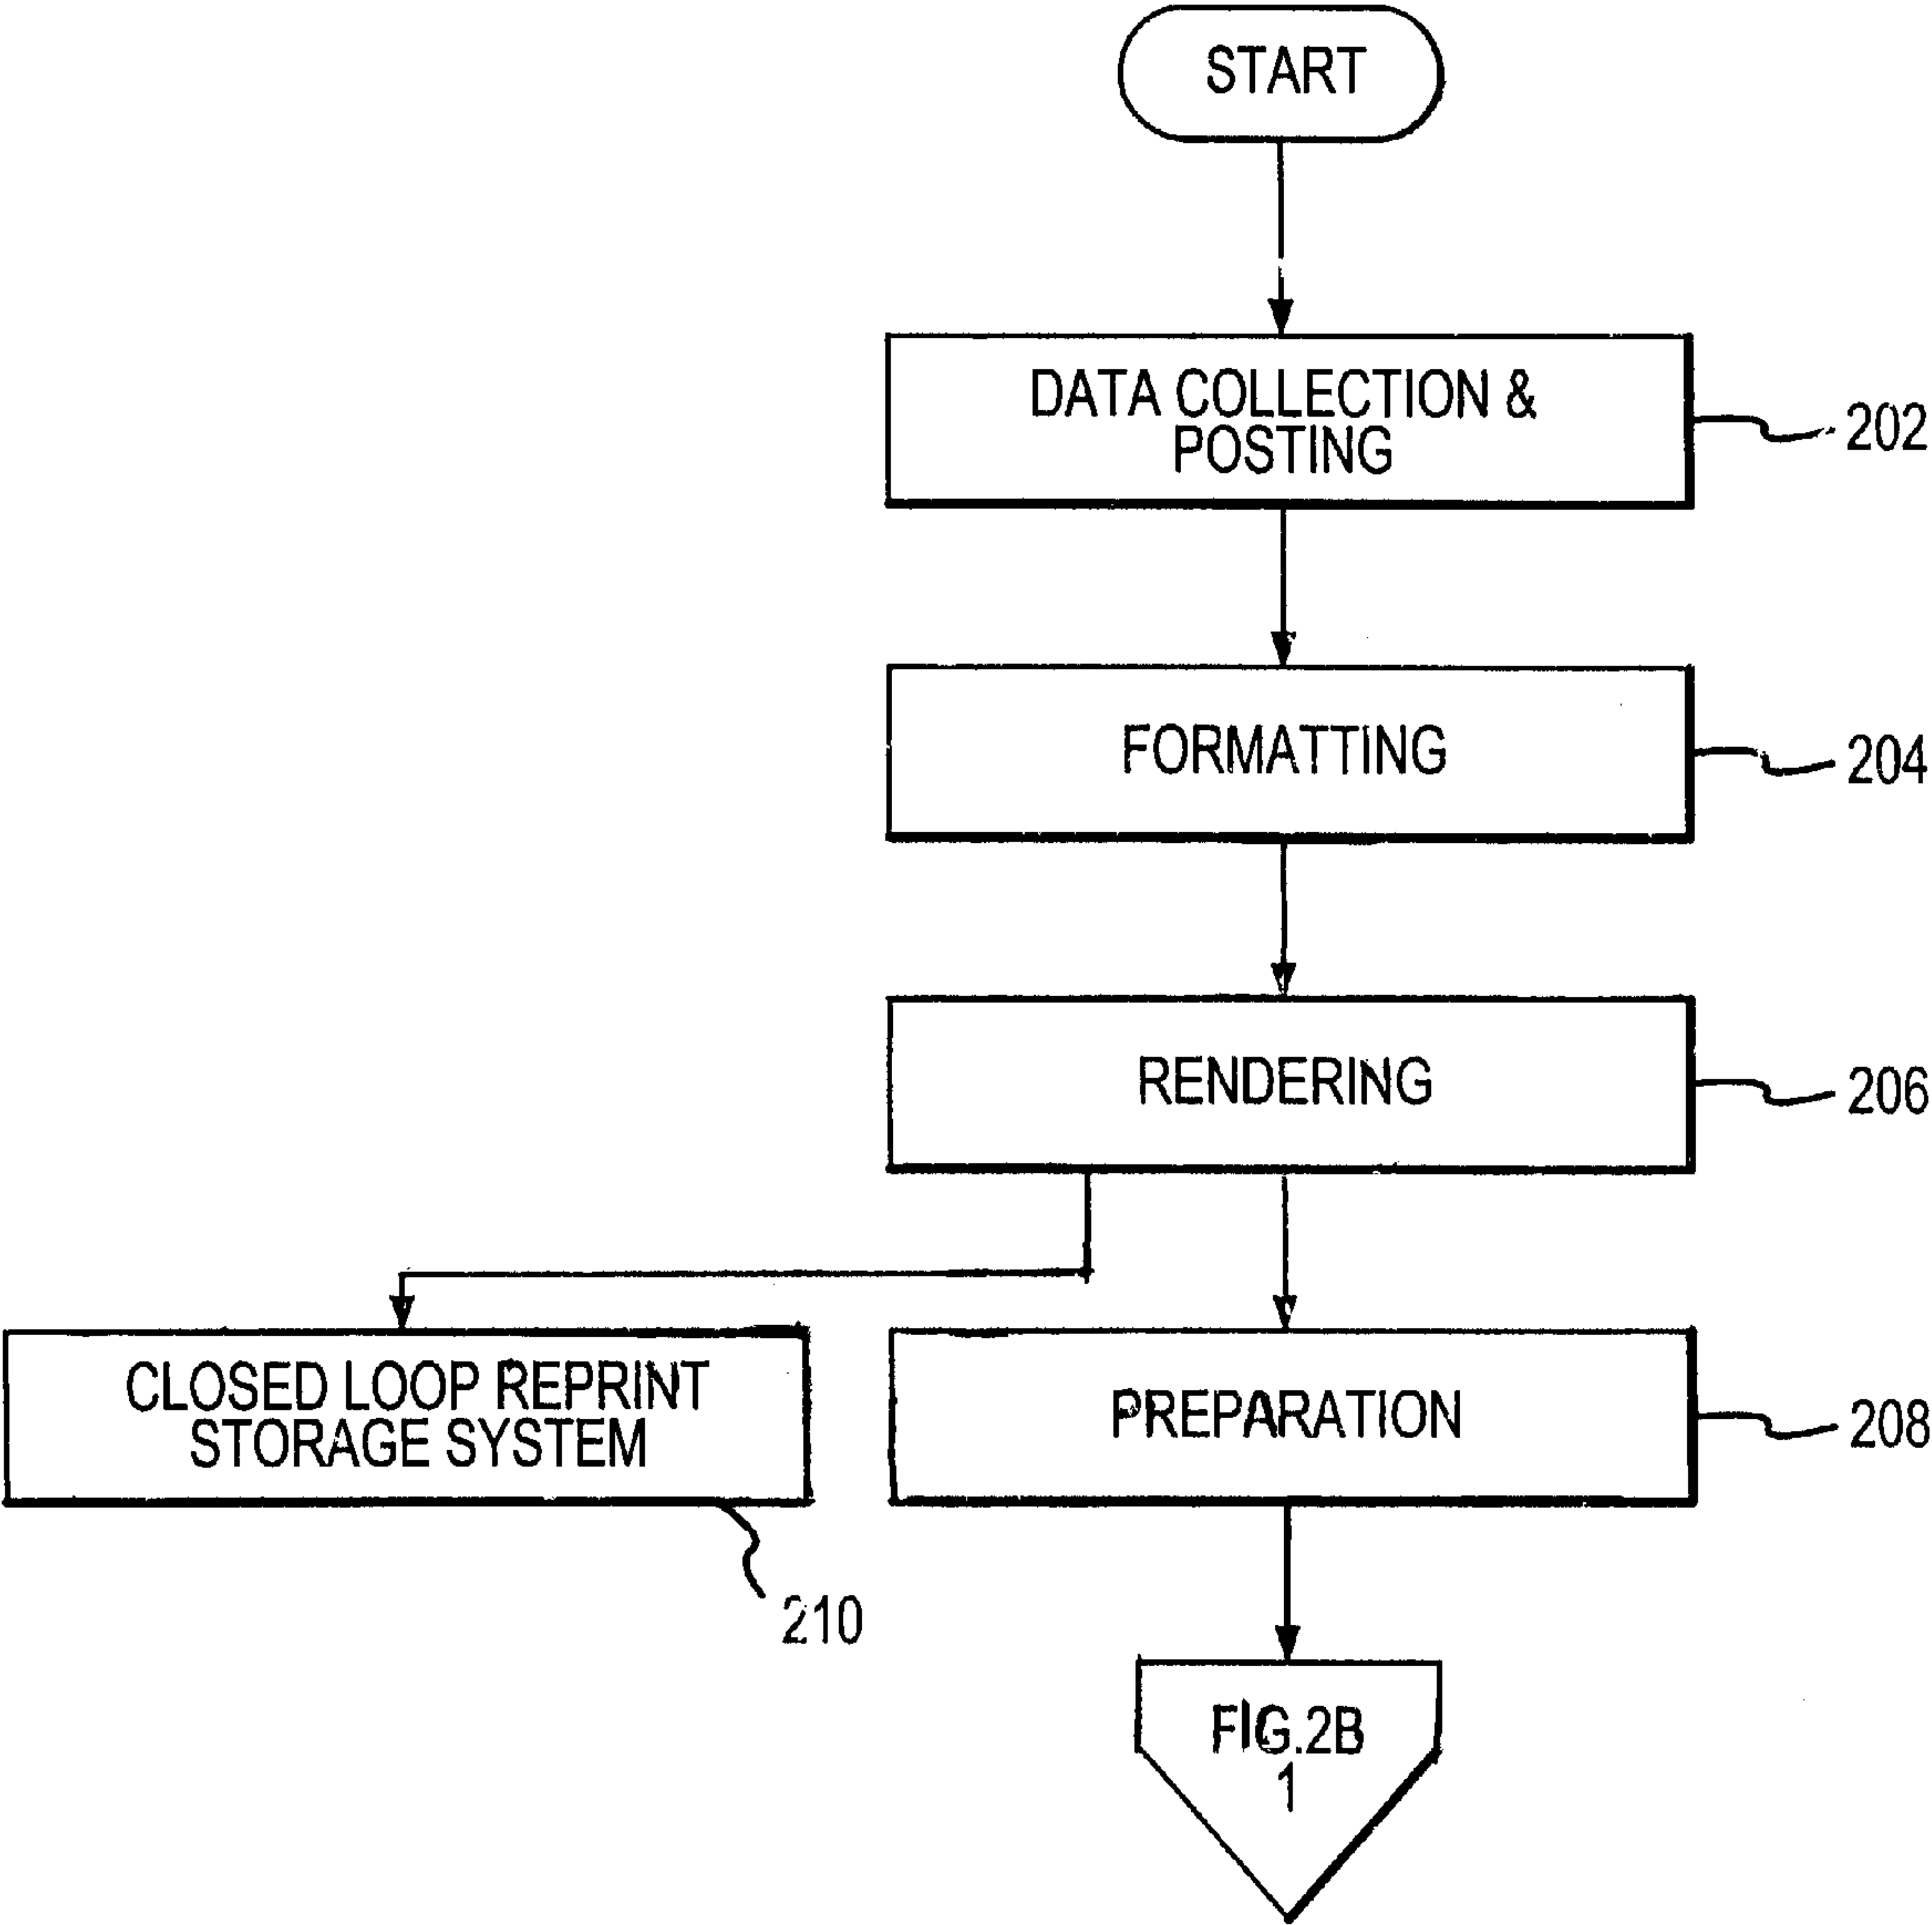 START
DATA COLLECTION &
POSTING
202
FORMATTING
204
RENDERING
206
CLOSED LOOP REPRINT
STORAGE SYSTEM
210
PREPARATION
208
FIG.2B
1